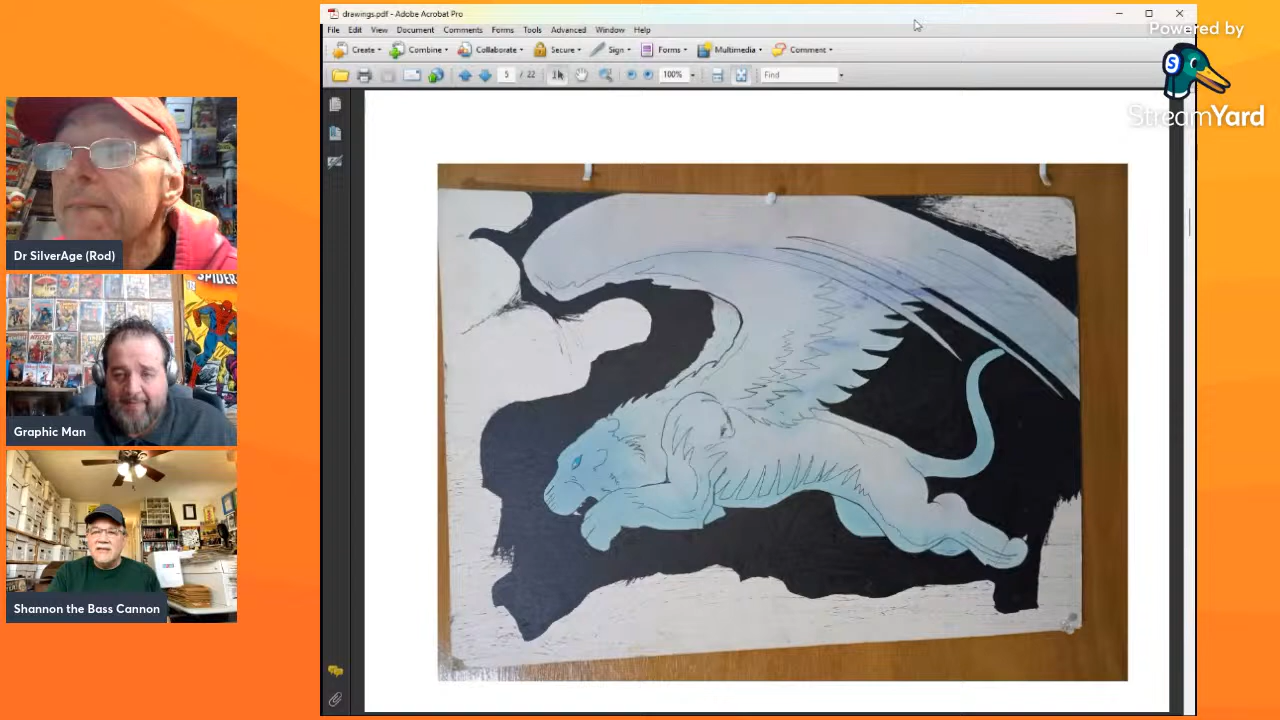 drawings.pdf - Adobe Acrobat Pro
File Edit View Document Comments Forms Tools Advanced Window Help
Create Combine Collaborate Secure Sign Forms Multimedia Comment
5 / 22 100% Find
Powered by
S
StreamYard
Dr SilverAge (Rod)
SPIDER
Graphic Man
Shannon the Bass Cannon